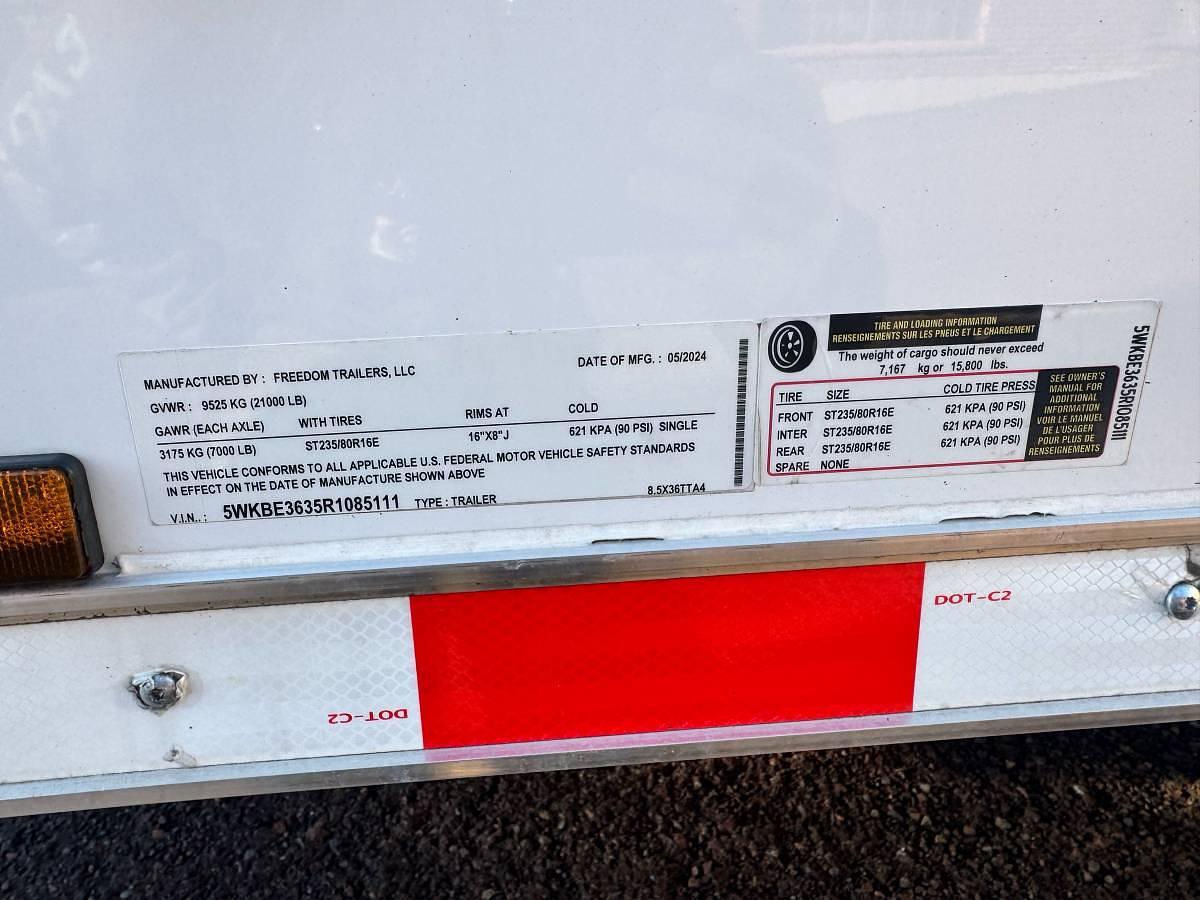 MANUFACTURED BY : FREEDOM TRAILERS, LLC
DATE OF MFG. : 05/2024
GVWR : 9525 KG (21000 LB)
GAWR (EACH AXLE) WITH TIRES RIMS AT COLD
3175 KG (7000 LB) ST235/80R16E 16"X8"J 621 KPA (90 PSI) SINGLE
THIS VEHICLE CONFORMS TO ALL APPLICABLE U.S. FEDERAL MOTOR VEHICLE SAFETY STANDARDS
IN EFFECT ON THE DATE OF MANUFACTURE SHOWN ABOVE
V.I.N.. : 5WKBE3635R1085111 TYPE : TRAILER 8.5X36TTA4
TIRE AND LOADING INFORMATION
RENSEIGNEMENTS SUR LES PNEUS ET LE CHARGEMENT
The weight of cargo should never exceed
7,167 kg or 15,800 lbs.
TIRE SIZE COLD TIRE PRESS
FRONT ST235/80R16E 621 KPA (90 PSI)
INTER ST235/80R16E 621 KPA (90 PSI)
REAR ST235/80R16E 621 KPA (90 PSI)
SPARE NONE
SEE OWNER'S
MANUAL FOR
ADDITIONAL
INFORMATION
VOIR LE MANUEL
DE L'USAGER
POUR PLUS DE
RENSEIGNEMENTS
5WKBE3635R1085111
DOT-C2
DOT-C2